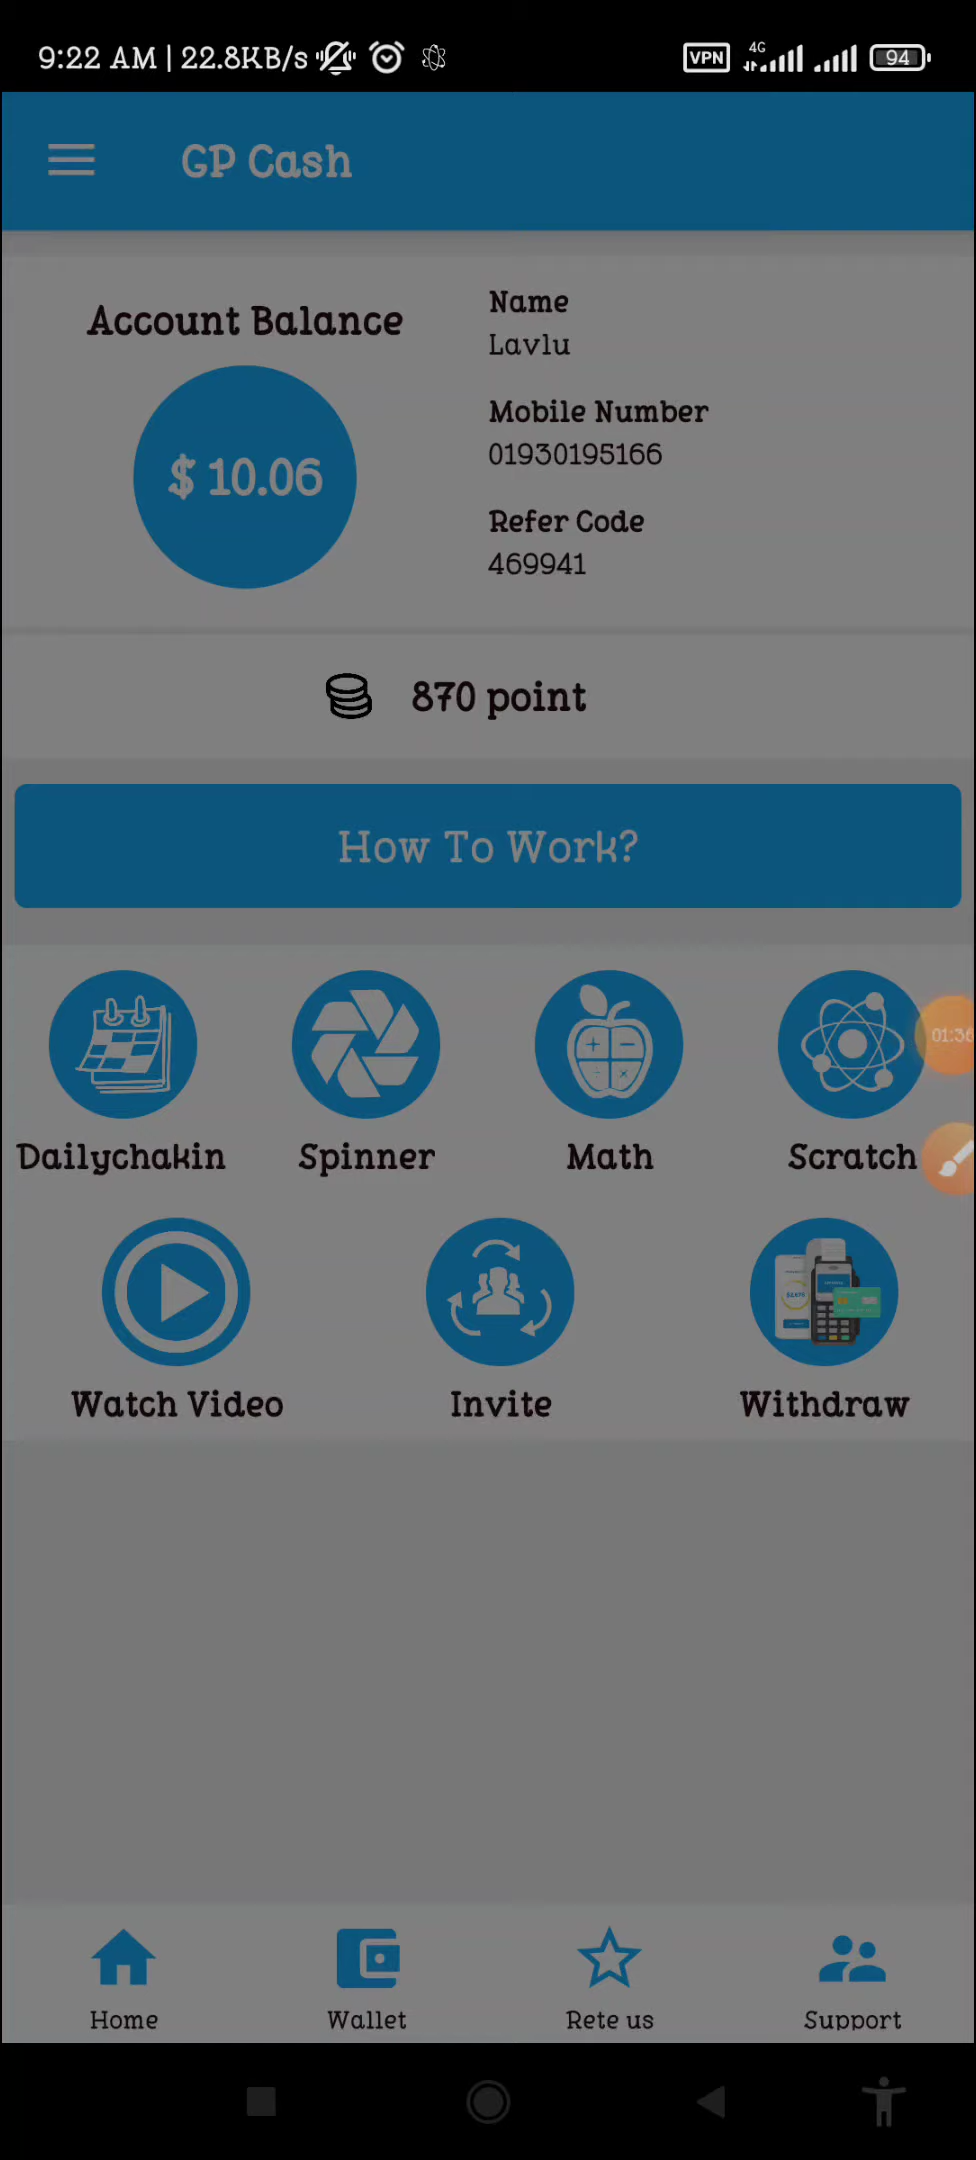 9:22 AM | 22.8KB/s
VPN
4G
94
GP Cash
Account Balance
$ 10.06
Name
Lavlu
Mobile Number
01930195166
Refer Code
469941
870 point
How To Work?
Dailychakin
Spinner
Math
Scratch
01:36
Watch Video
Invite
Withdraw
Home
Wallet
Rete us
Support